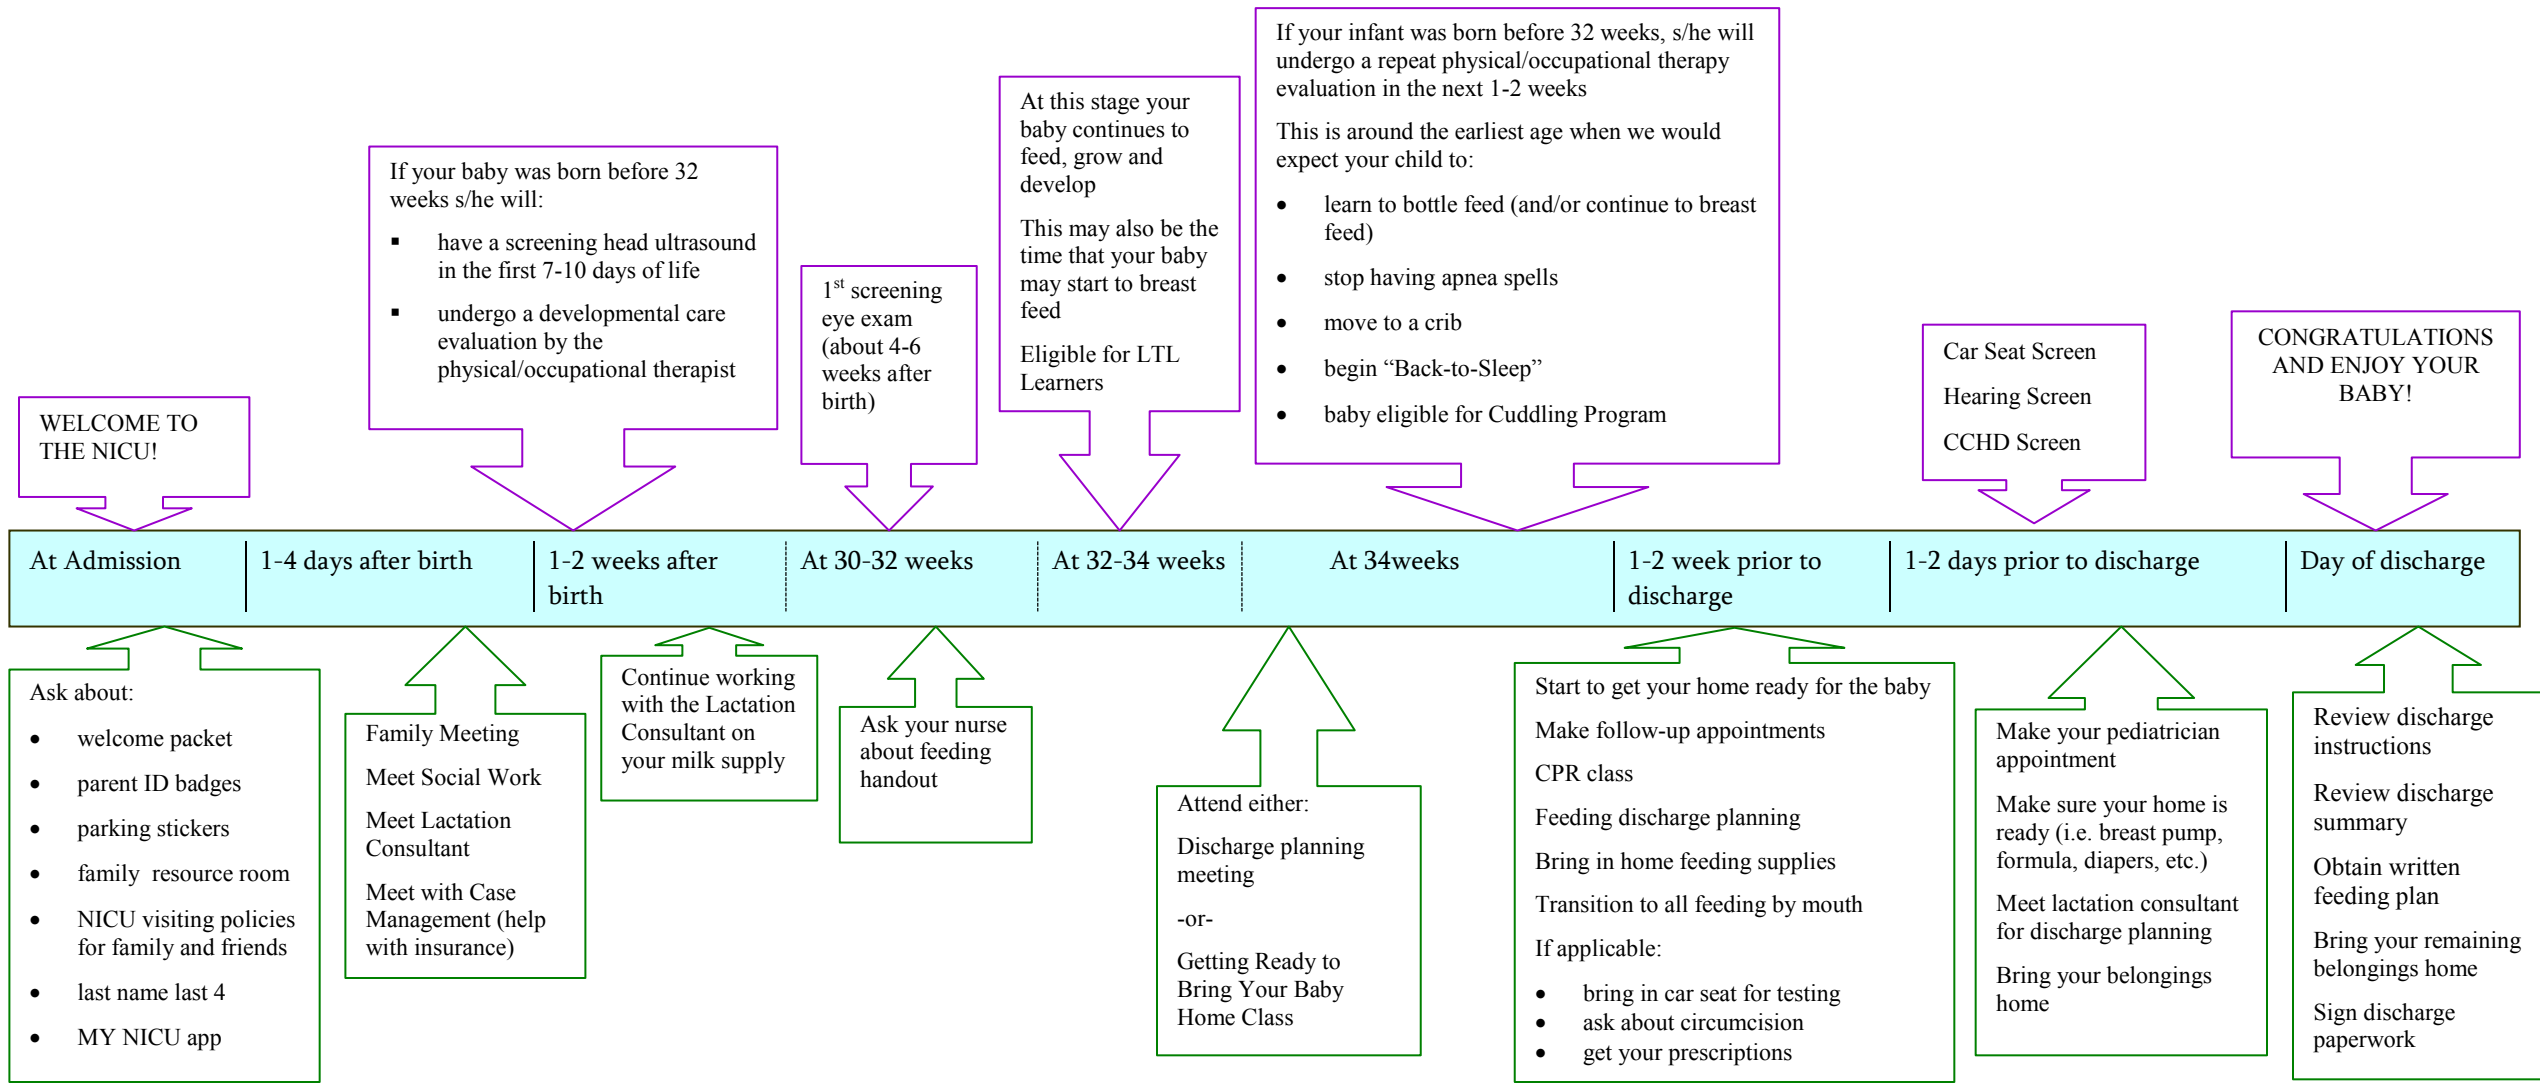 WELCOME TO
THE NICU!
If your baby was born before 32
weeks s/he will:
▪ have a screening head ultrasound
in the first 7-10 days of life
▪ undergo a developmental care
evaluation by the
physical/occupational therapist
1st screening
eye exam
(about 4-6
weeks after
birth)
At this stage your
baby continues to
feed, grow and
develop
This may also be the
time that your baby
may start to breast
feed
Eligible for LTL
Learners
If your infant was born before 32 weeks, s/he will
undergo a repeat physical/occupational therapy
evaluation in the next 1-2 weeks
This is around the earliest age when we would
expect your child to:
• learn to bottle feed (and/or continue to breast
feed)
• stop having apnea spells
• move to a crib
• begin “Back-to-Sleep”
• baby eligible for Cuddling Program
Car Seat Screen
Hearing Screen
CCHD Screen
CONGRATULATIONS
AND ENJOY YOUR
BABY!
At Admission
1-4 days after birth
1-2 weeks after
birth
At 30-32 weeks
At 32-34 weeks
At 34weeks
1-2 week prior to
discharge
1-2 days prior to discharge
Day of discharge
Ask about:
• welcome packet
• parent ID badges
• parking stickers
• family resource room
• NICU visiting policies
for family and friends
• last name last 4
• MY NICU app
Family Meeting
Meet Social Work
Meet Lactation
Consultant
Meet with Case
Management (help
with insurance)
Continue working
with the Lactation
Consultant on
your milk supply
Ask your nurse
about feeding
handout
Attend either:
Discharge planning
meeting
-or-
Getting Ready to
Bring Your Baby
Home Class
Start to get your home ready for the baby
Make follow-up appointments
CPR class
Feeding discharge planning
Bring in home feeding supplies
Transition to all feeding by mouth
If applicable:
• bring in car seat for testing
• ask about circumcision
• get your prescriptions
Make your pediatrician
appointment
Make sure your home is
ready (i.e. breast pump,
formula, diapers, etc.)
Meet lactation consultant
for discharge planning
Bring your belongings
home
Review discharge
instructions
Review discharge
summary
Obtain written
feeding plan
Bring your remaining
belongings home
Sign discharge
paperwork